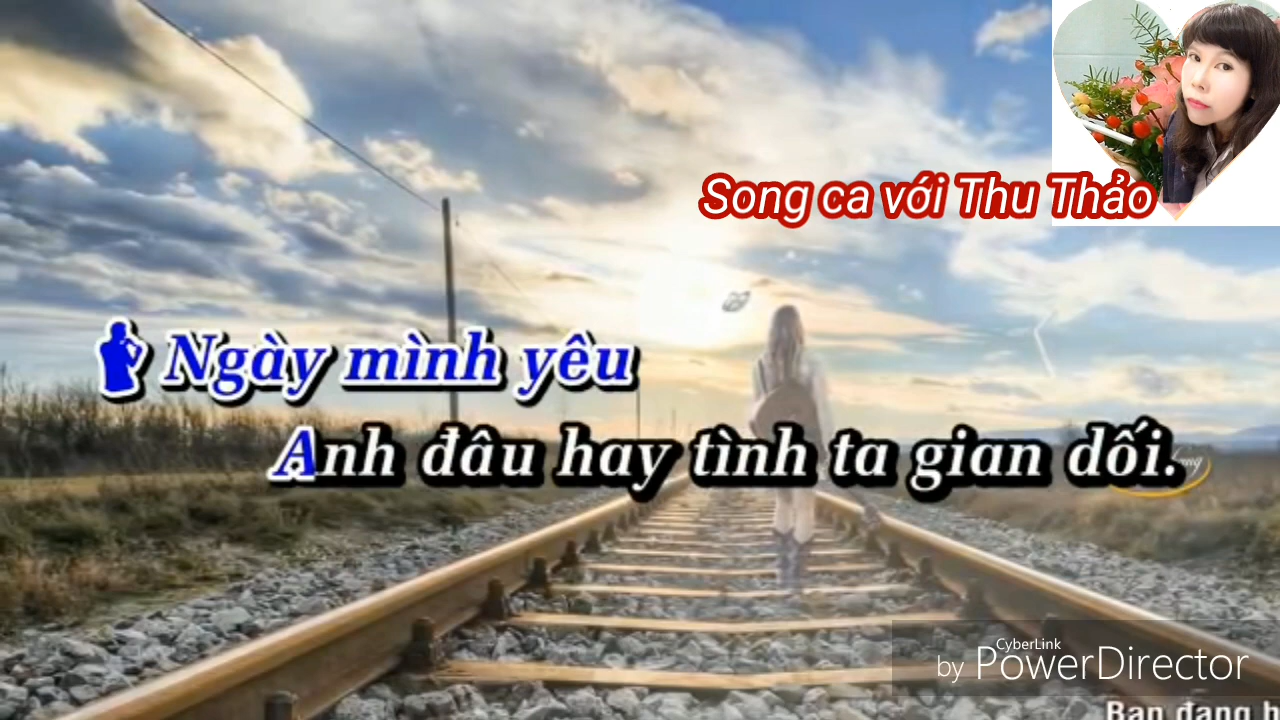 Song ca với Thu Thảo
Ngày mình yêu
Anh đâu hay tình ta gian dối.
CyberLink
by PowerDirector
Bạn đang